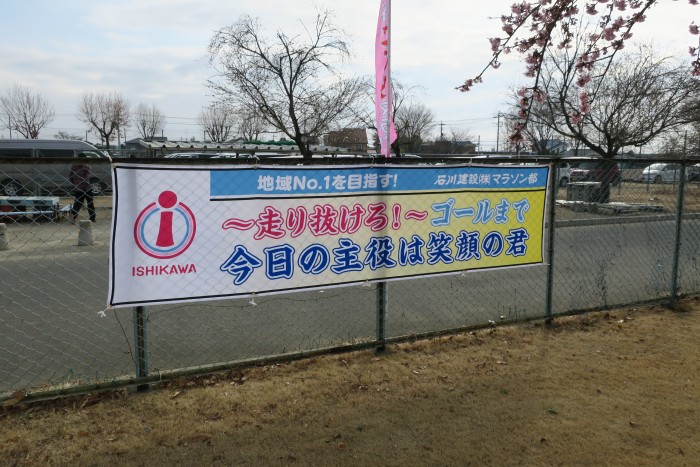 地域No.1を目指す! 石川建設㈱マラソン部
～走り抜けろ!～ゴールまで
今日の主役は笑顔の君
i
ISHIKAWA